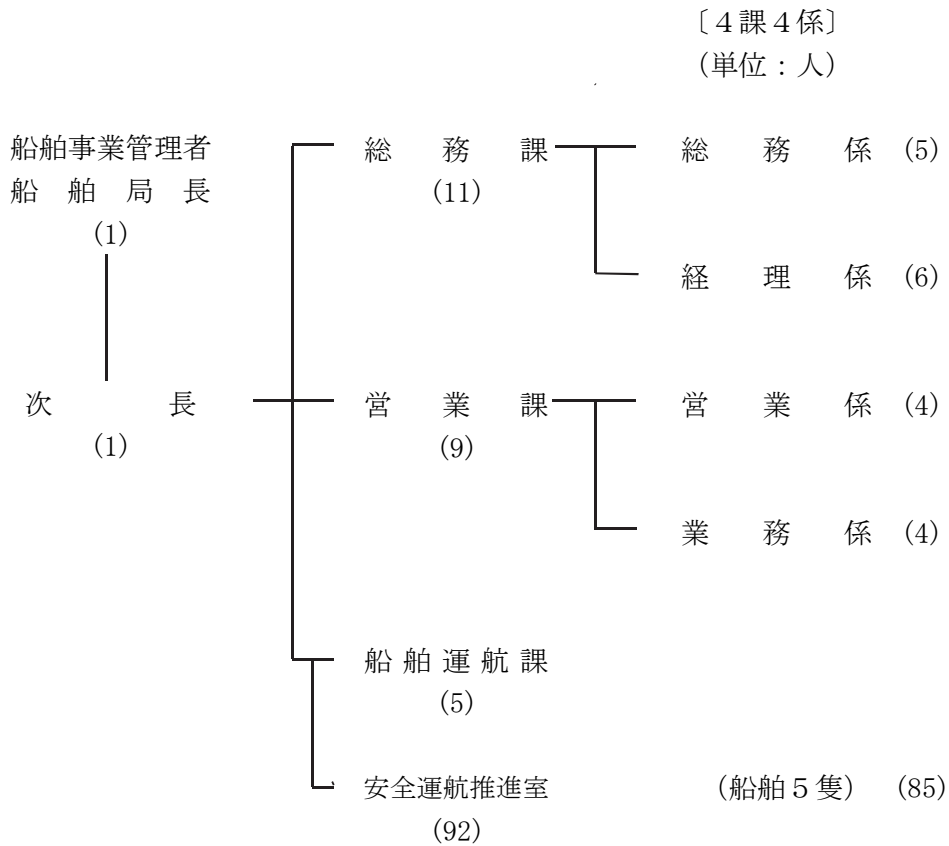 〔４課４係〕
（単位：人）
船舶事業管理者
船舶局長
(1)
総務課
(11)
総務係 (5)
経理係 (6)
次長
(1)
営業課
(9)
営業係 (4)
業務係 (4)
船舶運航課
(5)
安全運航推進室
(92)
（船舶５隻） (85)